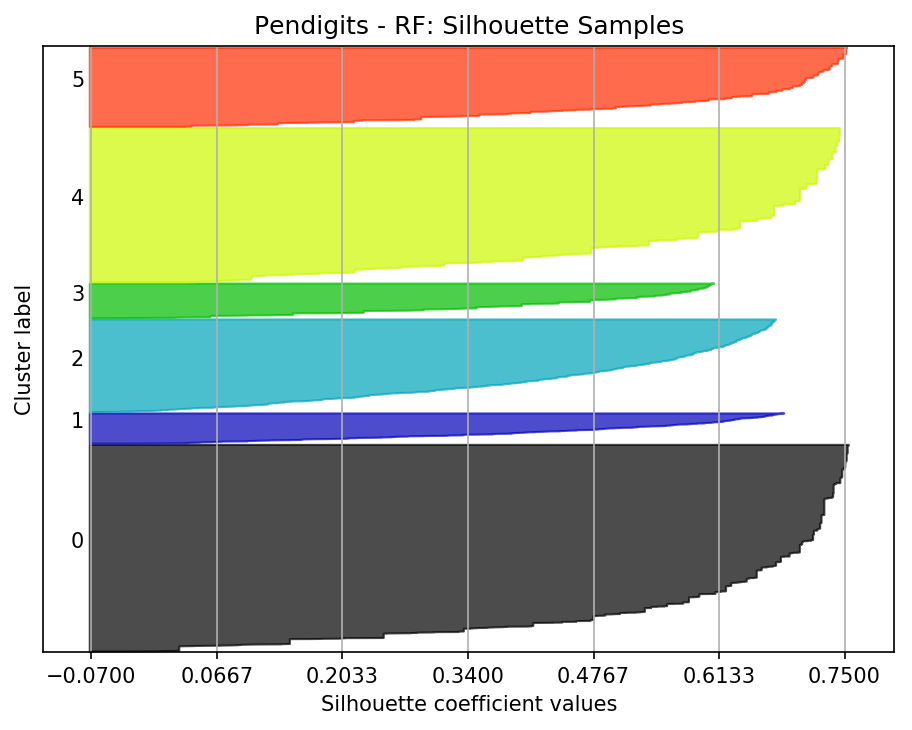 Pendigits - RF: Silhouette Samples
Cluster label
5
4
3
2
1
0
−0.0700 0.0667 0.2033 0.3400 0.4767 0.6133 0.7500
Silhouette coefficient values